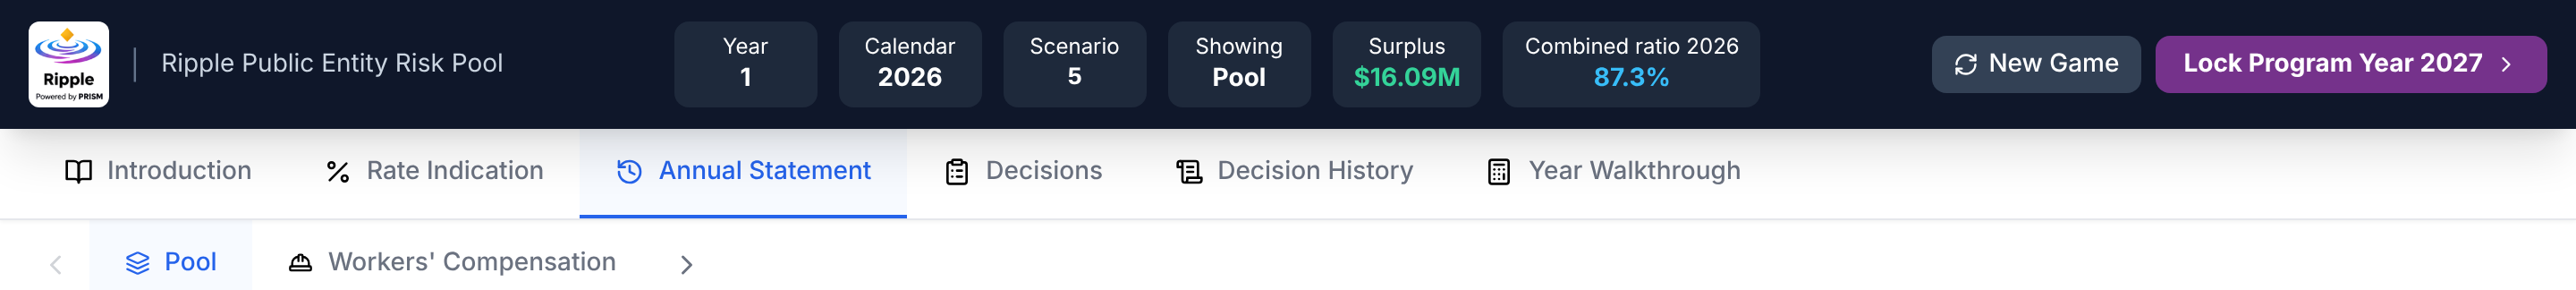 Ripple
Powered by PRISM
Ripple Public Entity Risk Pool
Year
1
Calendar
2026
Scenario
5
Showing
Pool
Surplus
$16.09M
Combined ratio 2026
87.3%
New Game
Lock Program Year 2027
Introduction
Rate Indication
Annual Statement
Decisions
Decision History
Year Walkthrough
Pool
Workers' Compensation